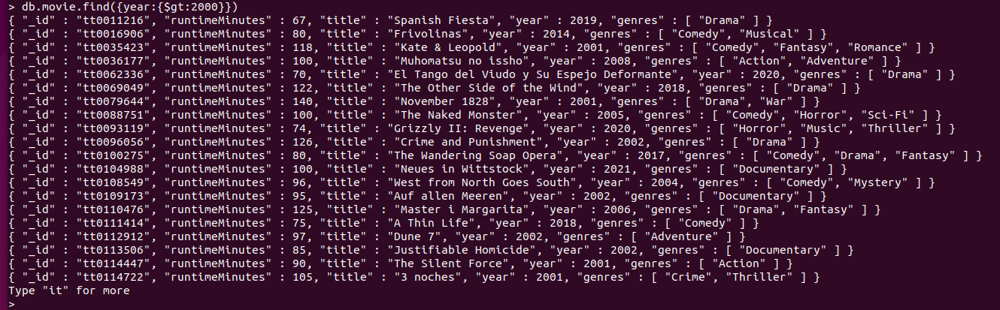 > db.movie.find({year:{$gt:2000}})
{ "_id" : "tt0011216", "runtimeMinutes" : 67, "title" : "Spanish Fiesta", "year" : 2019, "genres" : [ "Drama" ] }
{ "_id" : "tt0016906", "runtimeMinutes" : 80, "title" : "Frivolinas", "year" : 2014, "genres" : [ "Comedy", "Musical" ] }
{ "_id" : "tt0035423", "runtimeMinutes" : 118, "title" : "Kate & Leopold", "year" : 2001, "genres" : [ "Comedy", "Fantasy", "Romance" ] }
{ "_id" : "tt0036177", "runtimeMinutes" : 100, "title" : "Muhomatsu no issho", "year" : 2008, "genres" : [ "Action", "Adventure" ] }
{ "_id" : "tt0062336", "runtimeMinutes" : 70, "title" : "El Tango del Viudo y Su Espejo Deformante", "year" : 2020, "genres" : [ "Drama" ] }
{ "_id" : "tt0069049", "runtimeMinutes" : 122, "title" : "The Other Side of the Wind", "year" : 2018, "genres" : [ "Drama" ] }
{ "_id" : "tt0079644", "runtimeMinutes" : 140, "title" : "November 1828", "year" : 2001, "genres" : [ "Drama", "War" ] }
{ "_id" : "tt0088751", "runtimeMinutes" : 100, "title" : "The Naked Monster", "year" : 2005, "genres" : [ "Comedy", "Horror", "Sci-Fi" ] }
{ "_id" : "tt0093119", "runtimeMinutes" : 74, "title" : "Grizzly II: Revenge", "year" : 2020, "genres" : [ "Horror", "Music", "Thriller" ] }
{ "_id" : "tt0096056", "runtimeMinutes" : 126, "title" : "Crime and Punishment", "year" : 2002, "genres" : [ "Drama" ] }
{ "_id" : "tt0100275", "runtimeMinutes" : 80, "title" : "The Wandering Soap Opera", "year" : 2017, "genres" : [ "Comedy", "Drama", "Fantasy" ] }
{ "_id" : "tt0104988", "runtimeMinutes" : 100, "title" : "Neues in Wittstock", "year" : 2021, "genres" : [ "Documentary" ] }
{ "_id" : "tt0108549", "runtimeMinutes" : 96, "title" : "West from North Goes South", "year" : 2004, "genres" : [ "Comedy", "Mystery" ] }
{ "_id" : "tt0109173", "runtimeMinutes" : 95, "title" : "Auf allen Meeren", "year" : 2002, "genres" : [ "Documentary" ] }
{ "_id" : "tt0110476", "runtimeMinutes" : 125, "title" : "Master i Margarita", "year" : 2006, "genres" : [ "Drama", "Fantasy" ] }
{ "_id" : "tt0111414", "runtimeMinutes" : 75, "title" : "A Thin Life", "year" : 2018, "genres" : [ "Comedy" ] }
{ "_id" : "tt0112912", "runtimeMinutes" : 97, "title" : "Dune 7", "year" : 2002, "genres" : [ "Adventure" ] }
{ "_id" : "tt0113506", "runtimeMinutes" : 85, "title" : "Justifiable Homicide", "year" : 2002, "genres" : [ "Documentary" ] }
{ "_id" : "tt0114447", "runtimeMinutes" : 90, "title" : "The Silent Force", "year" : 2001, "genres" : [ "Action" ] }
{ "_id" : "tt0114722", "runtimeMinutes" : 105, "title" : "3 noches", "year" : 2001, "genres" : [ "Crime", "Thriller" ] }
Type "it" for more
>